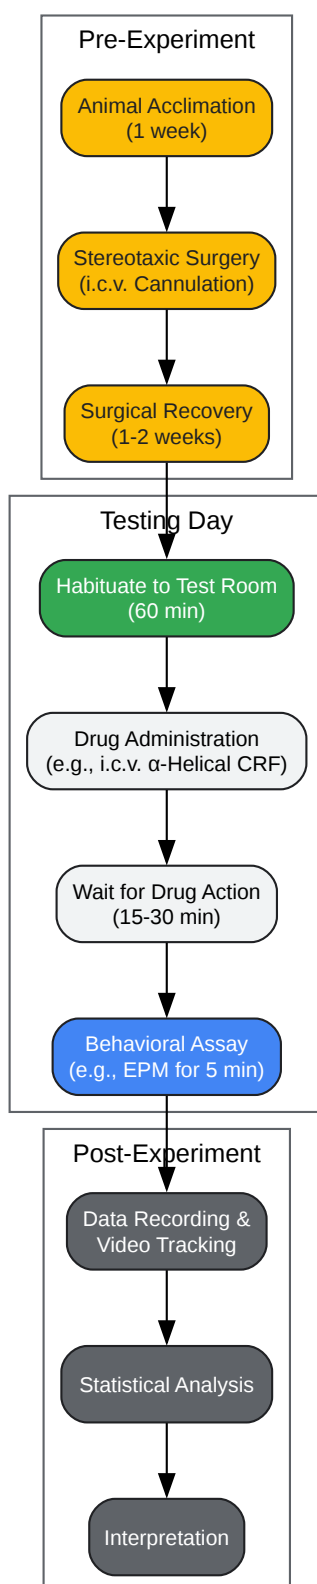 Pre-Experiment
Animal Acclimation
(1 week)
Stereotaxic Surgery
(i.c.v. Cannulation)
Surgical Recovery
(1-2 weeks)
Testing Day
Habituate to Test Room
(60 min)
Drug Administration
(e.g., i.c.v. α-Helical CRF)
Wait for Drug Action
(15-30 min)
Behavioral Assay
(e.g., EPM for 5 min)
Post-Experiment
Data Recording &
Video Tracking
Statistical Analysis
Interpretation